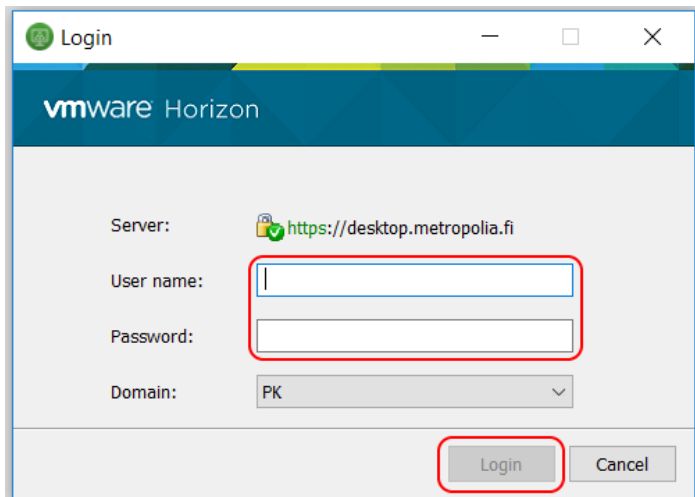 Login
vmware Horizon
Server: https://desktop.metropolia.fi
User name:
Password:
Domain: PK
Login Cancel